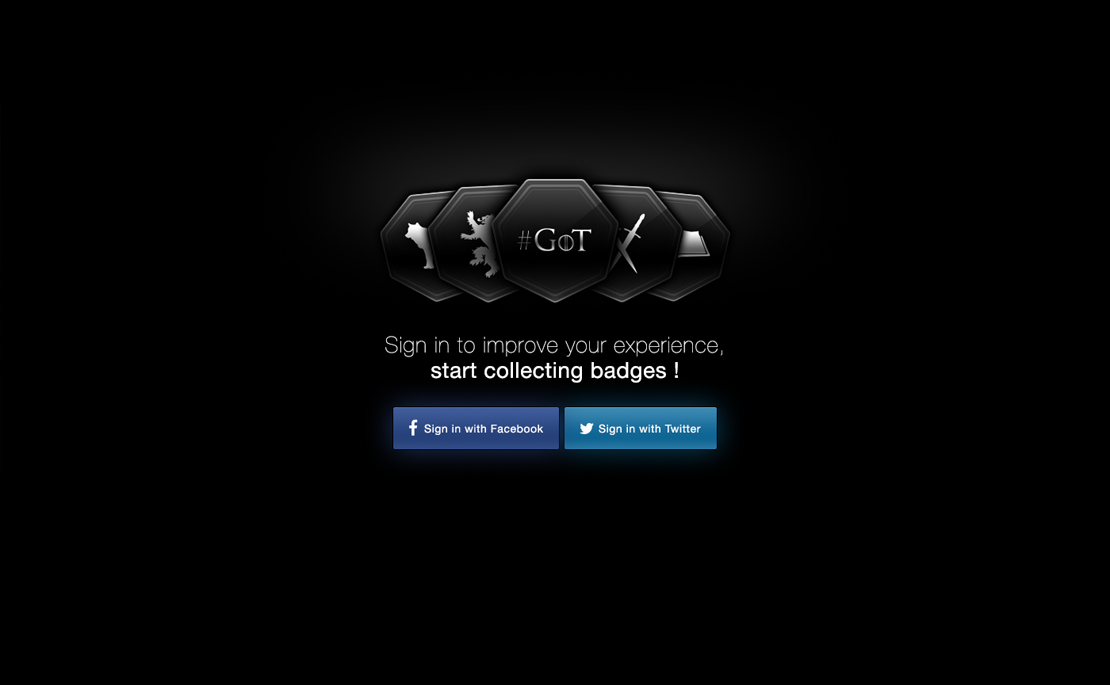 #GoT
Sign in to improve your experience,
start collecting badges !
Sign in with Facebook
Sign in with Twitter